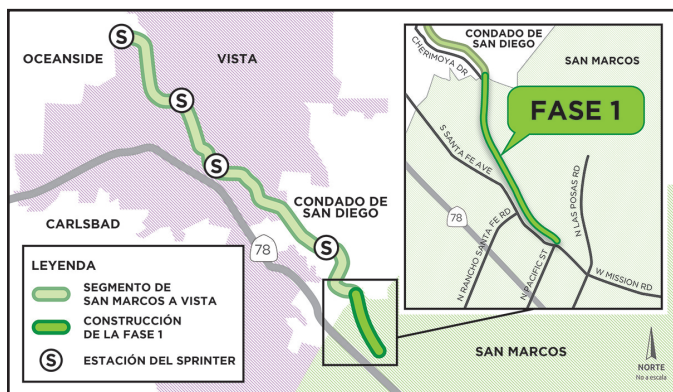 S
OCEANSIDE
VISTA
S
S
CONDADO DE
SAN DIEGO
CARLSBAD
78
S
LEYENDA
SEGMENTO DE
SAN MARCOS A VISTA
CONSTRUCCIÓN
DE LA FASE 1
S
ESTACIÓN DEL SPRINTER
SAN MARCOS
NORTE
No a escala
CONDADO DE
SAN DIEGO
CHERIMOYA DR
SAN MARCOS
FASE 1
S SANTA FE AVE
N LAS POSAS RD
78
N RANCHO SANTA FE RD
N PACIFIC ST
W MISSION RD